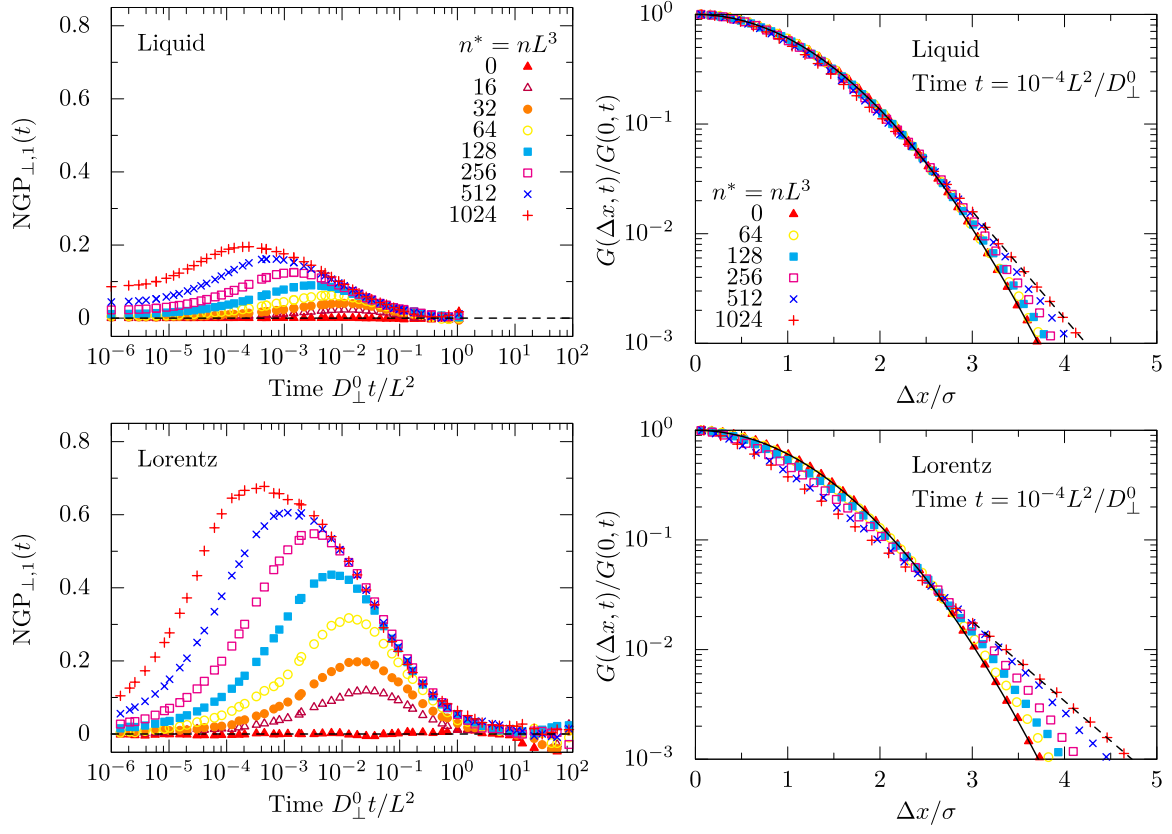 Liquid
n* = nL³
0
16
32
64
128
256
512
1024
NGP⊥,1(t)
0.8
0.6
0.4
0.2
0
10⁻⁶ 10⁻⁵ 10⁻⁴ 10⁻³ 10⁻² 10⁻¹ 10⁰ 10¹ 10²
Time D⊥⁰t/L²
Liquid
Time t = 10⁻⁴L²/D⊥⁰
n* = nL³
0
64
128
256
512
1024
G(Δx, t)/G(0, t)
10⁰
10⁻¹
10⁻²
10⁻³
0 1 2 3 4 5
Δx/σ
Lorentz
NGP⊥,1(t)
0.8
0.6
0.4
0.2
0
10⁻⁶ 10⁻⁵ 10⁻⁴ 10⁻³ 10⁻² 10⁻¹ 10⁰ 10¹ 10²
Time D⊥⁰t/L²
Lorentz
Time t = 10⁻⁴L²/D⊥⁰
G(Δx, t)/G(0, t)
10⁰
10⁻¹
10⁻²
10⁻³
0 1 2 3 4 5
Δx/σ